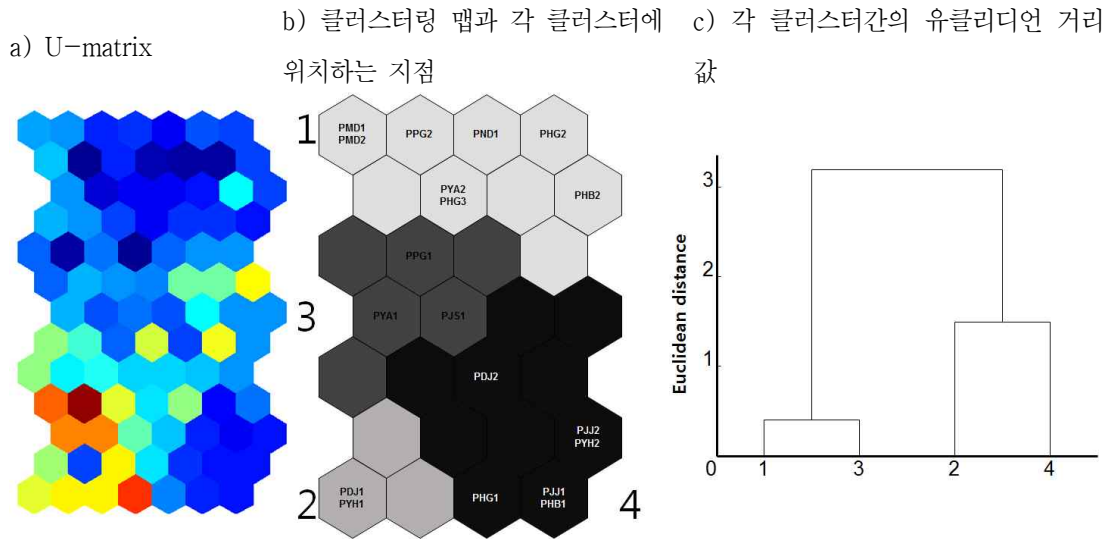 a) U-matrix
b) 클러스터링 맵과 각 클러스터에
위치하는 지점
c) 각 클러스터간의 유클리디언 거리
값
1
PMD1
PMD2
PPG2
PND1
PHG2
PYA2
PHG3
PHB2
PPG1
3
PYA1
PJS1
PDJ2
PJJ2
PYH2
2
PDJ1
PYH1
PHG1
PJJ1
PHB1
4
Euclidean distance
3
2
1
0
1
3
2
4